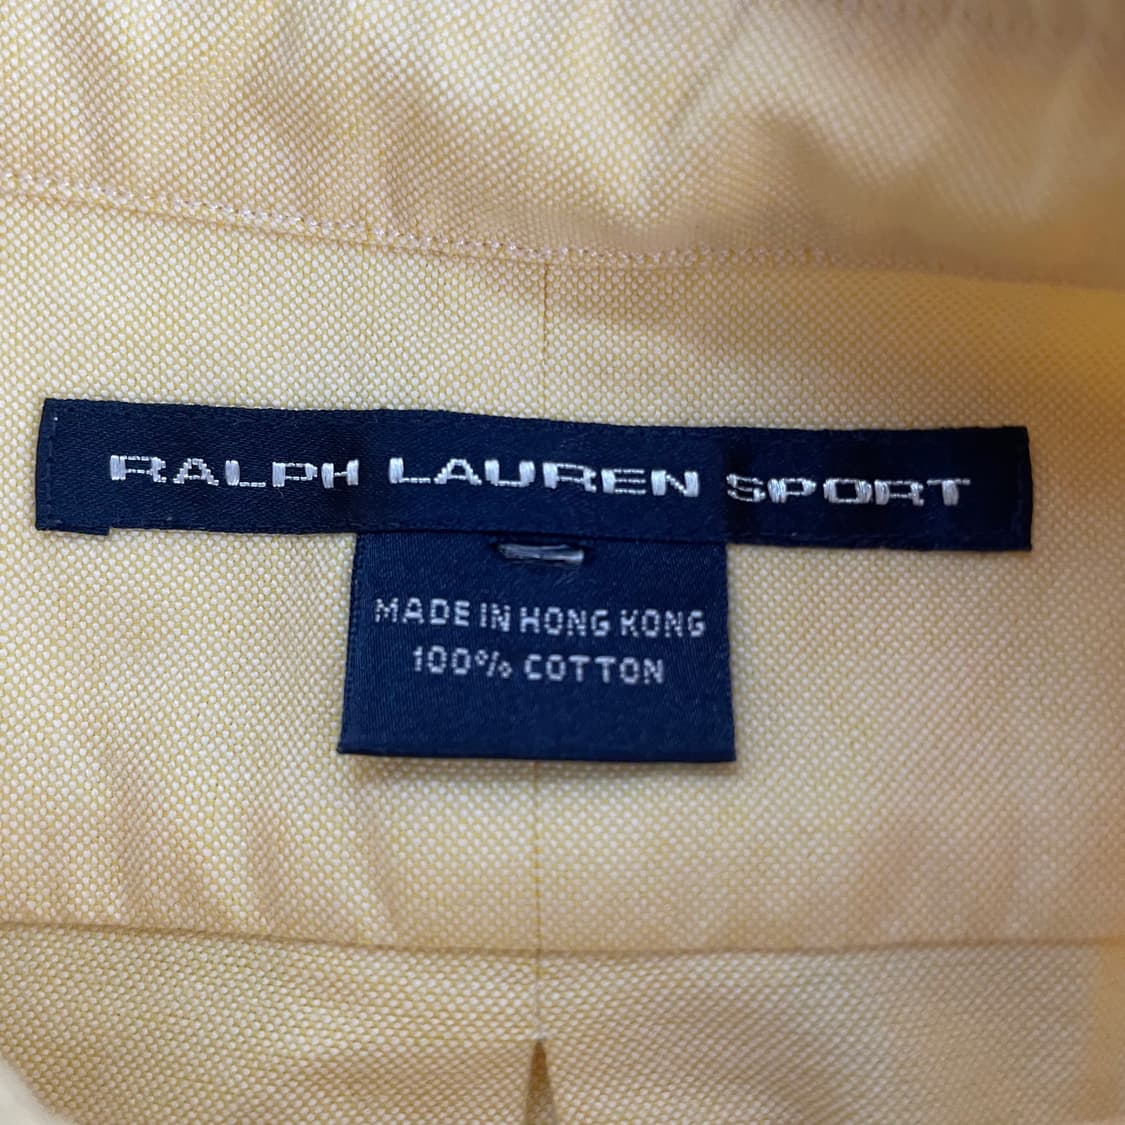 RALPH LAUREN SPORT
MADE IN HONG KONG
100% COTTON